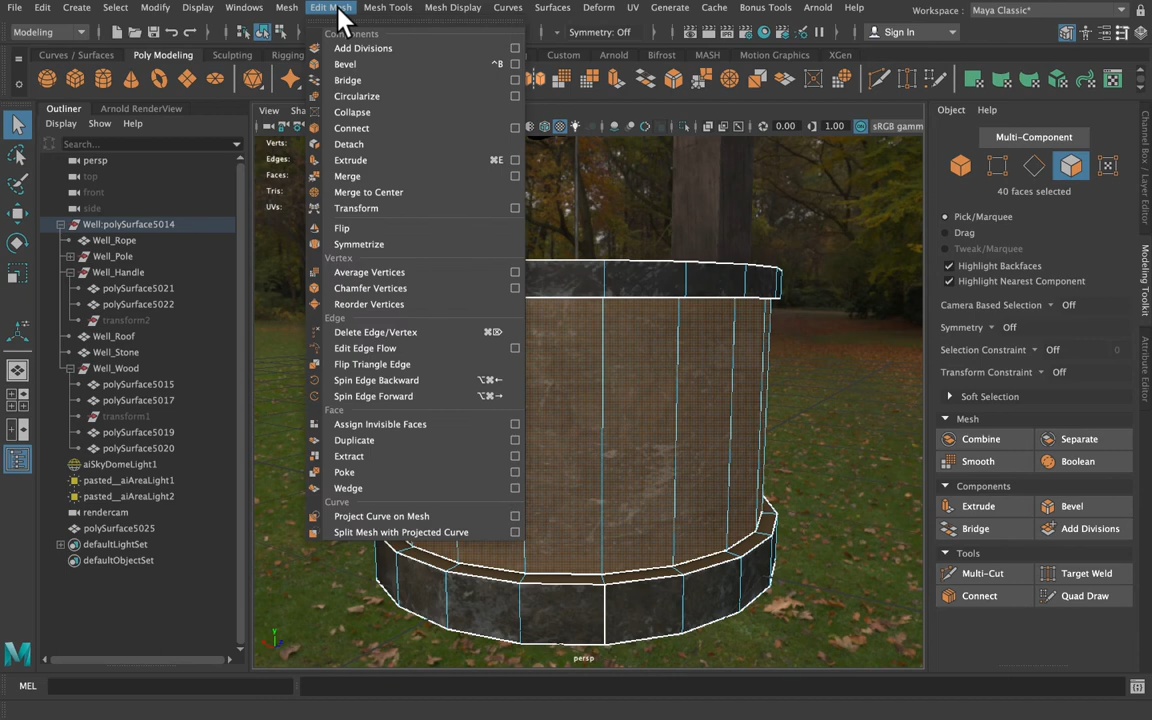 File Edit Create Select Modify Display Windows Mesh Edit Mesh Mesh Tools Mesh Display Curves Surfaces Deform UV Generate Cache Bonus Tools Arnold Help Workspace : Maya Classic*
Modeling Symmetry: Off Sign In
Curves / Surfaces Poly Modeling Sculpting Custom Arnold Bifrost MASH Motion Graphics XGen
Outliner Arnold RenderView
Display Show Help
Search...
persp
top
front
side
Well:polySurface5014
Well_Rope
Well_Pole
Well_Handle
polySurface5021
polySurface5022
transform2
Well_Roof
Well_Stone
Well_Wood
polySurface5015
polySurface5017
transform1
polySurface5019
polySurface5020
aiSkyDomeLight1
pasted__aiAreaLight1
pasted__aiAreaLight2
rendercam
polySurface5025
defaultLightSet
defaultObjectSet
View
Verts:
Edges:
Faces:
Tris:
UVs:
Components
Add Divisions
Bevel ^B
Bridge
Circularize
Collapse
Connect
Detach
Extrude ⌘E
Merge
Merge to Center
Transform
Flip
Symmetrize
Vertex
Average Vertices
Chamfer Vertices
Reorder Vertices
Edge
Delete Edge/Vertex ⌘⌦
Edit Edge Flow
Flip Triangle Edge
Spin Edge Backward ⌥⌘←
Spin Edge Forward ⌥⌘→
Face
Assign Invisible Faces
Duplicate
Extract
Poke
Wedge
Curve
Project Curve on Mesh
Split Mesh with Projected Curve
0.00 1.00 sRGB gamm
persp
Object Help
Multi-Component
40 faces selected
Pick/Marquee
Drag
Tweak/Marquee
Highlight Backfaces
Highlight Nearest Component
Camera Based Selection Off
Symmetry Off
Selection Constraint Off 0
Transform Constraint Off
Soft Selection
Mesh
Combine Separate
Smooth Boolean
Components
Extrude Bevel
Bridge Add Divisions
Tools
Multi-Cut Target Weld
Connect Quad Draw
Channel Box / Layer Editor
Modeling Toolkit
Attribute Editor
MEL